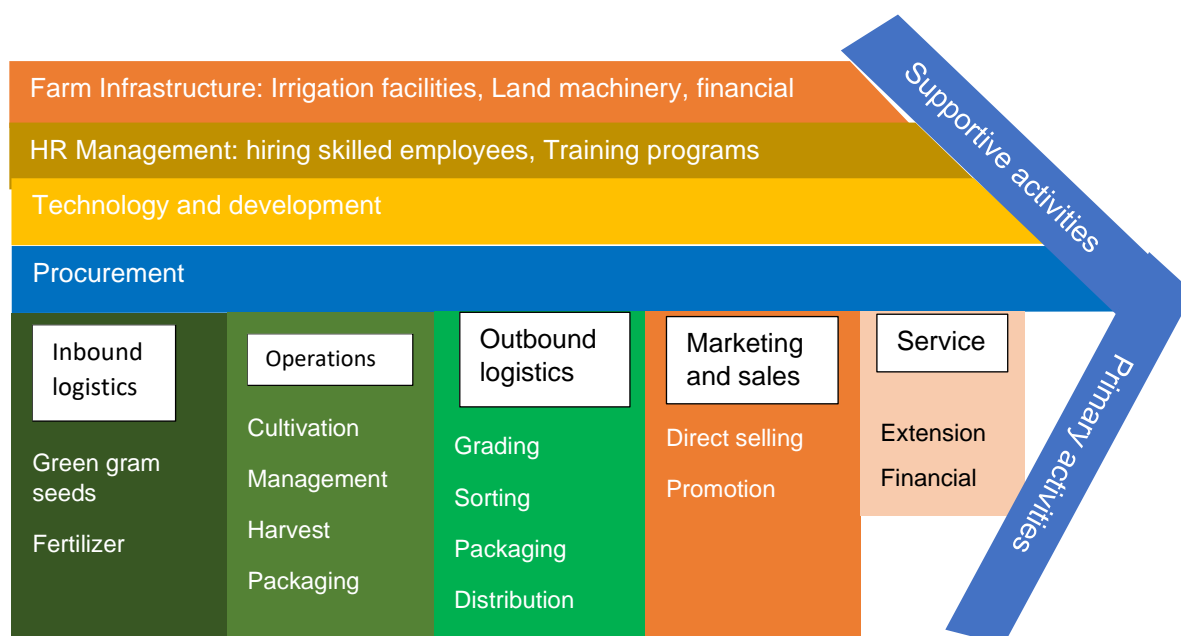 Farm Infrastructure: Irrigation facilities, Land machinery, financial
HR Management: hiring skilled employees, Training programs
Technology and development
Procurement
Supportive activities
Primary activities
Inbound
logistics
Green gram
seeds
Fertilizer
Operations
Cultivation
Management
Harvest
Packaging
Outbound
logistics
Grading
Sorting
Packaging
Distribution
Marketing
and sales
Direct selling
Promotion
Service
Extension
Financial